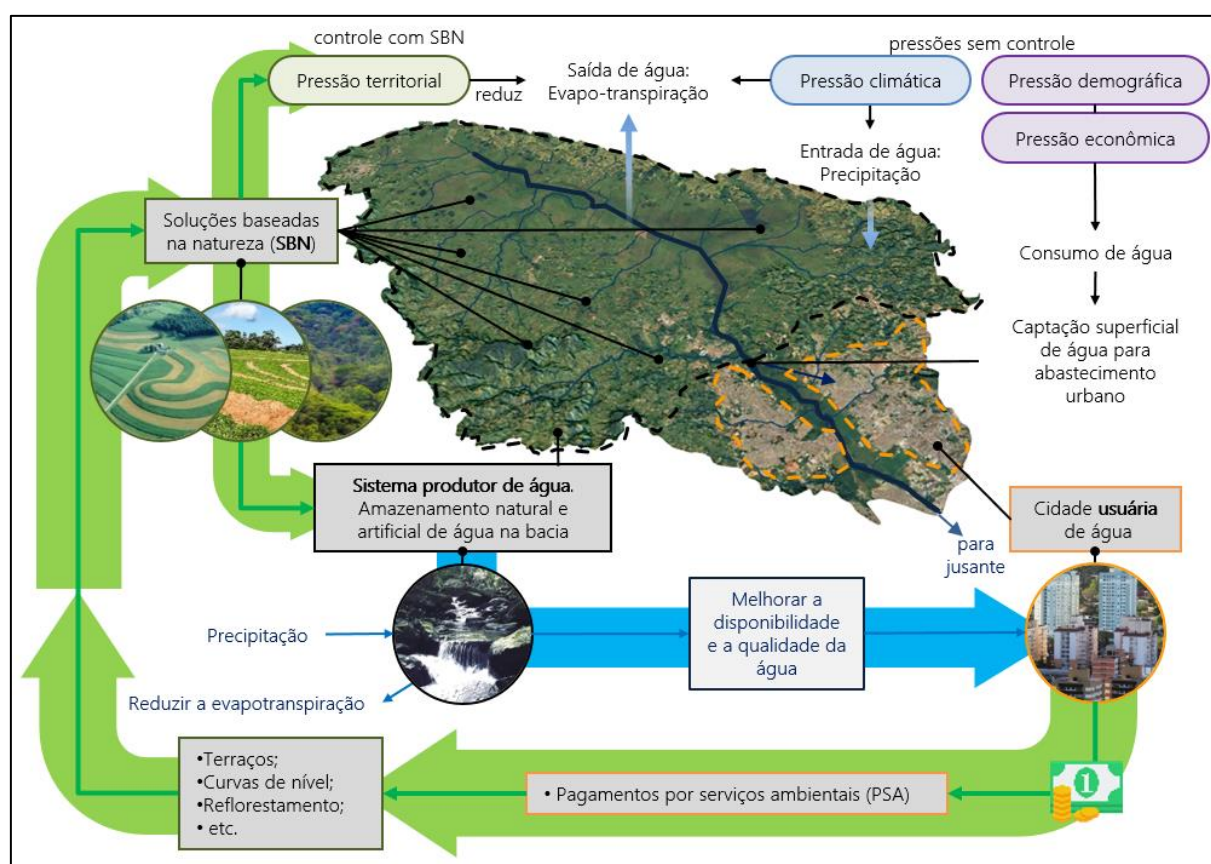 controle com SBN
pressões sem controle
Pressão territorial
reduz
Saída de água:
Evapo-transpiração
Pressão climática
Pressão demográfica
Pressão econômica
Entrada de água:
Precipitação
Soluções baseadas
na natureza (SBN)
Consumo de água
Captação superficial
de água para
abastecimento
urbano
Sistema produtor de água.
Amazenamento natural e
artificial de água na bacia
Cidade usuária
de água
para
jusante
Precipitação
Melhorar a
disponibilidade
e a qualidade da
água
Reduzir a evapotranspiração
•Terraços;
•Curvas de nível;
•Reflorestamento;
• etc.
• Pagamentos por serviços ambientais (PSA)
1